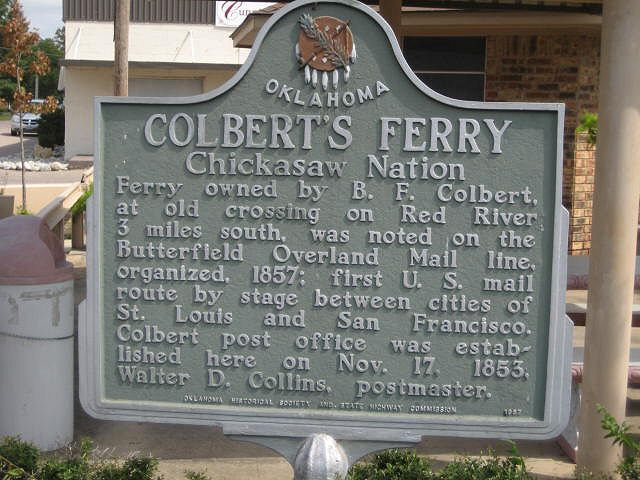 OKLAHOMA
COLBERT'S FERRY
Chickasaw Nation
Ferry owned by B. F. Colbert,
at old crossing on Red River
3 miles south, was noted on the
Butterfield Overland Mail line,
organized, 1857; first U. S. mail
route by stage between cities of
St. Louis and San Francisco.
Colbert post office was estab-
lished here on Nov. 17, 1853,
Walter D. Collins, postmaster.
OKLAHOMA HISTORICAL SOCIETY AND STATE HIGHWAY COMMISSION 1957